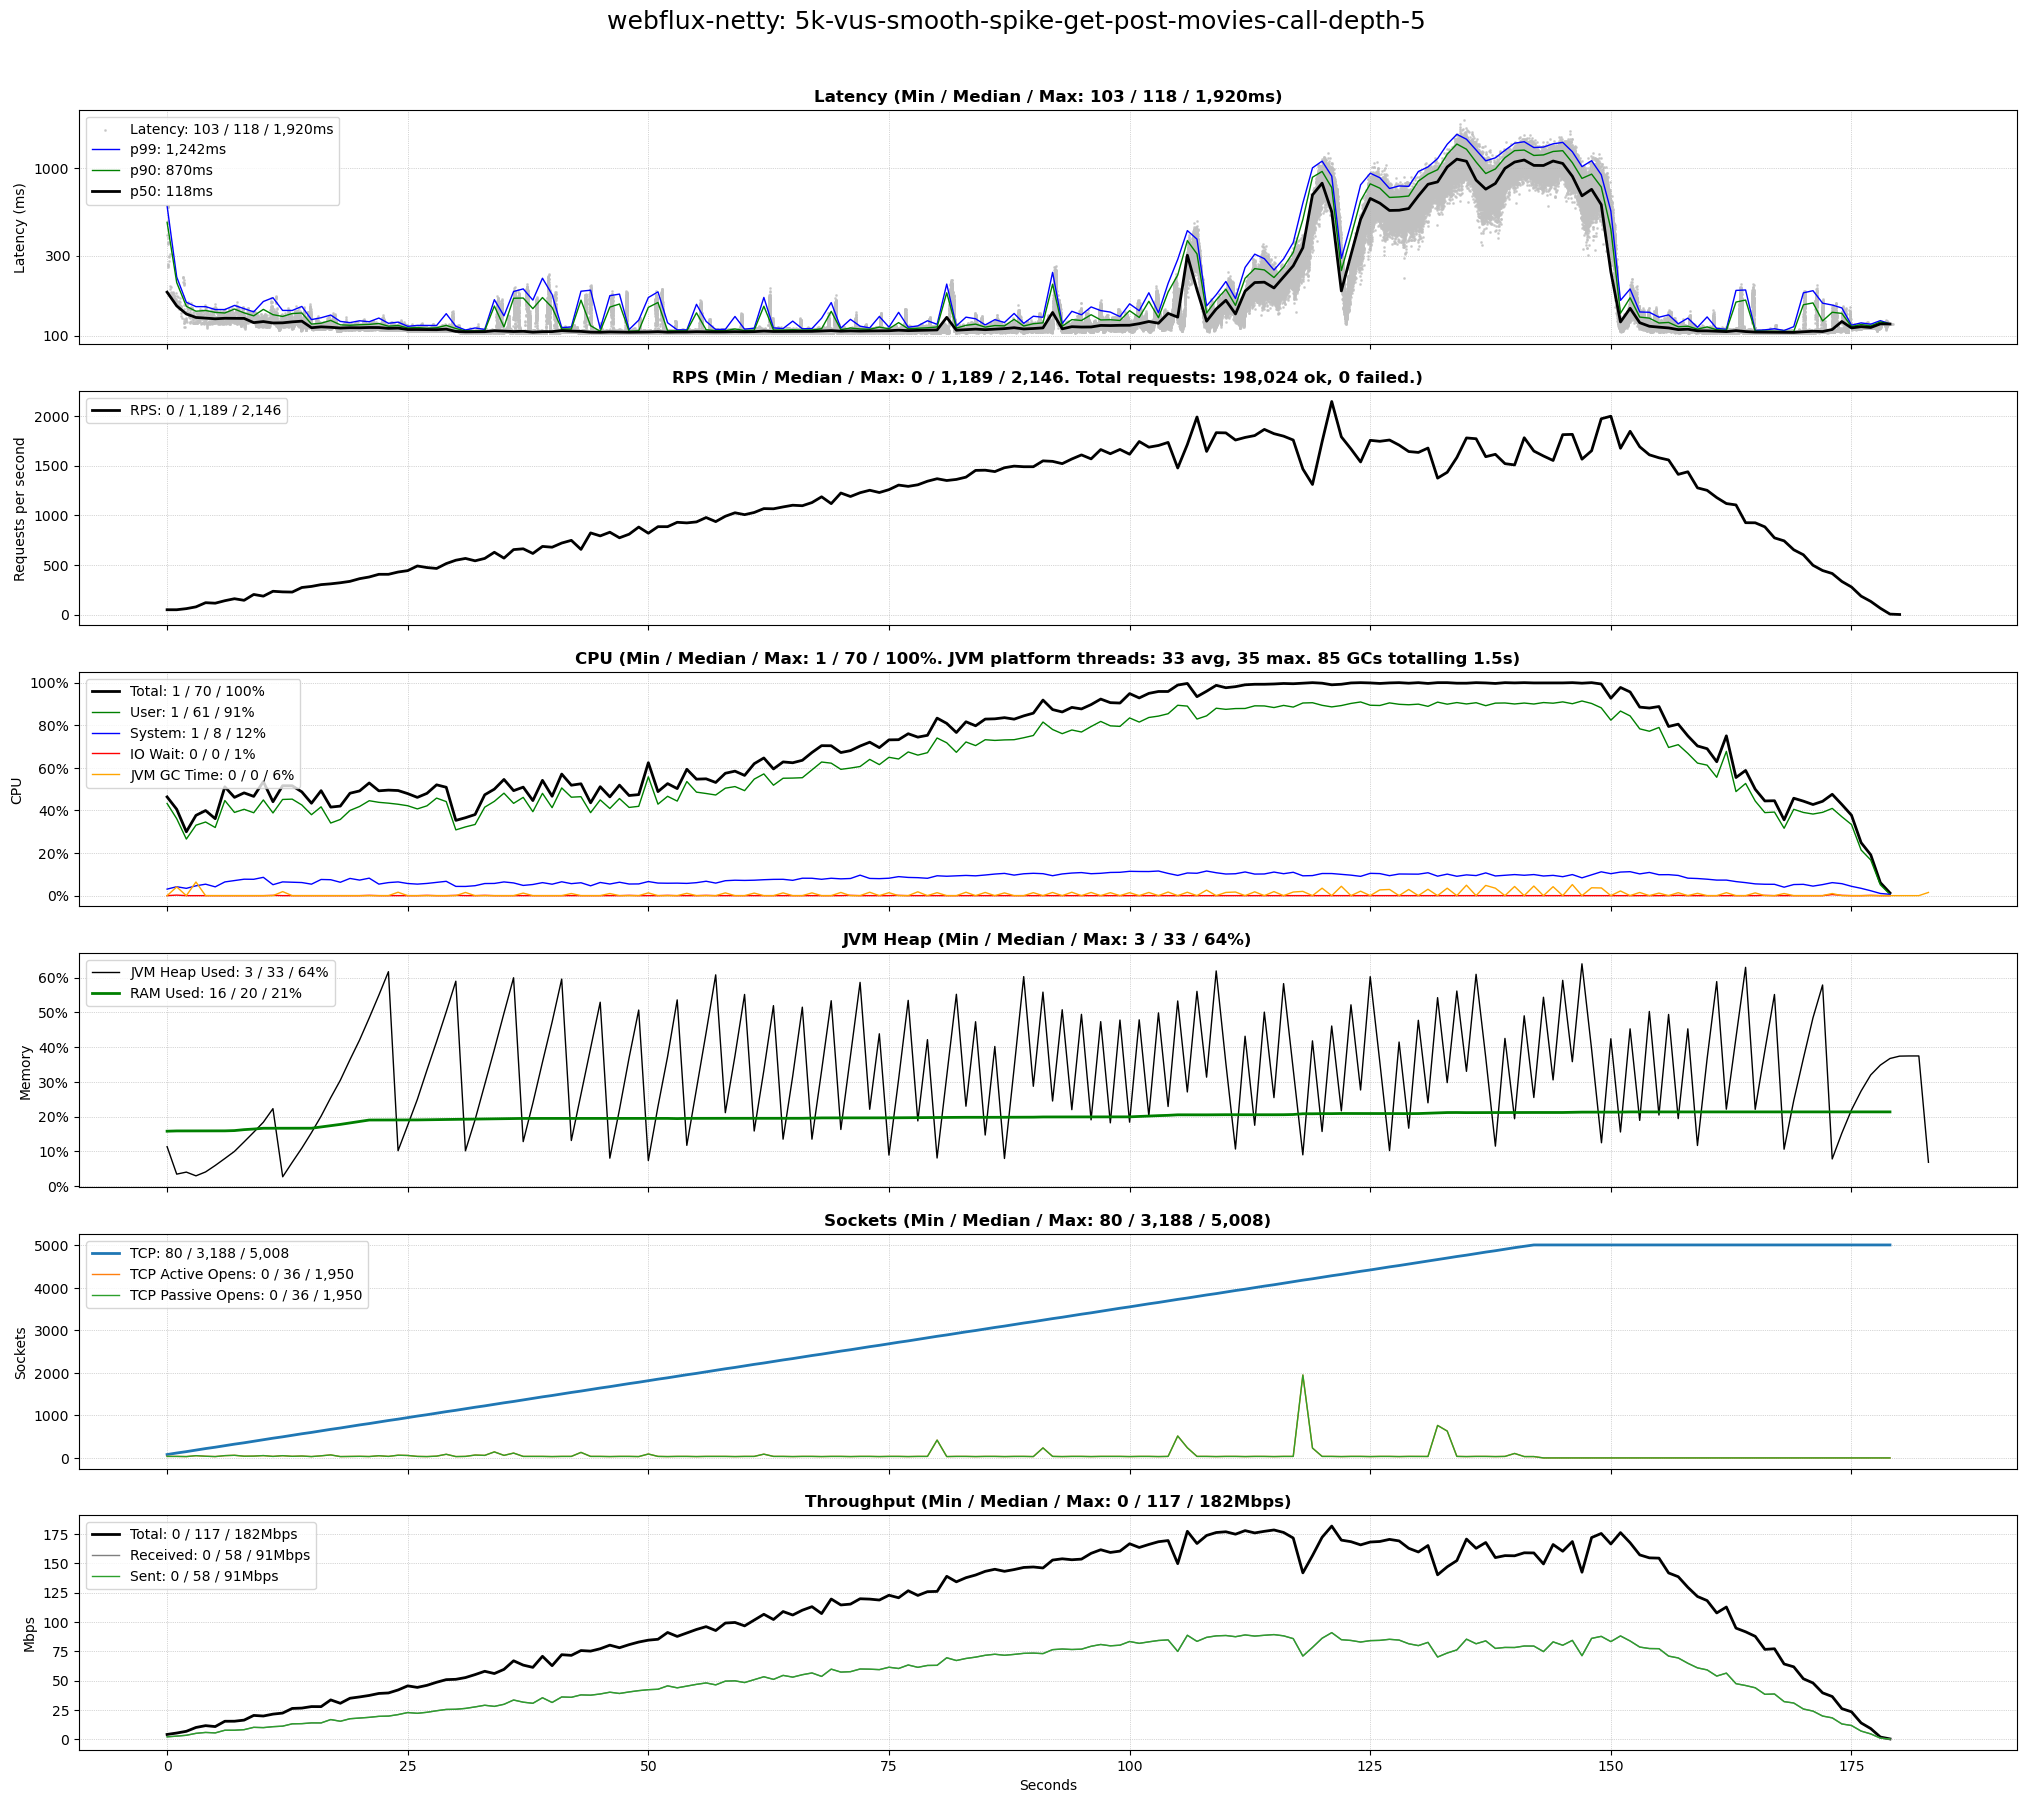 webflux-netty: 5k-vus-smooth-spike-get-post-movies-call-depth-5
Latency (Min / Median / Max: 103 / 118 / 1,920ms)
Latency: 103 / 118 / 1,920ms
p99: 1,242ms
p90: 870ms
p50: 118ms
Latency (ms)
1000
300
100
RPS (Min / Median / Max: 0 / 1,189 / 2,146. Total requests: 198,024 ok, 0 failed.)
RPS: 0 / 1,189 / 2,146
Requests per second
2000
1500
1000
500
0
CPU (Min / Median / Max: 1 / 70 / 100%. JVM platform threads: 33 avg, 35 max. 85 GCs totalling 1.5s)
Total: 1 / 70 / 100%
User: 1 / 61 / 91%
System: 1 / 8 / 12%
IO Wait: 0 / 0 / 1%
JVM GC Time: 0 / 0 / 6%
CPU
100%
80%
60%
40%
20%
0%
JVM Heap (Min / Median / Max: 3 / 33 / 64%)
JVM Heap Used: 3 / 33 / 64%
RAM Used: 16 / 20 / 21%
Memory
60%
50%
40%
30%
20%
10%
0%
Sockets (Min / Median / Max: 80 / 3,188 / 5,008)
TCP: 80 / 3,188 / 5,008
TCP Active Opens: 0 / 36 / 1,950
TCP Passive Opens: 0 / 36 / 1,950
Sockets
5000
4000
3000
2000
1000
0
Throughput (Min / Median / Max: 0 / 117 / 182Mbps)
Total: 0 / 117 / 182Mbps
Received: 0 / 58 / 91Mbps
Sent: 0 / 58 / 91Mbps
Mbps
175
150
125
100
75
50
25
0
0 25 50 75 100 125 150 175
Seconds